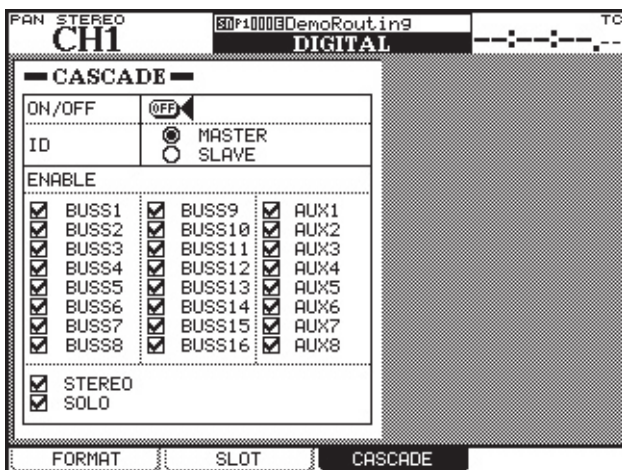 PAN STEREO
CH1
DemoRouting
DIGITAL
TC
--:--:--.--
CASCADE
ON/OFF OFF
ID MASTER
SLAVE
ENABLE
BUSS1 BUSS9 AUX1
BUSS2 BUSS10 AUX2
BUSS3 BUSS11 AUX3
BUSS4 BUSS12 AUX4
BUSS5 BUSS13 AUX5
BUSS6 BUSS14 AUX6
BUSS7 BUSS15 AUX7
BUSS8 BUSS16 AUX8
STEREO
SOLO
FORMAT SLOT CASCADE